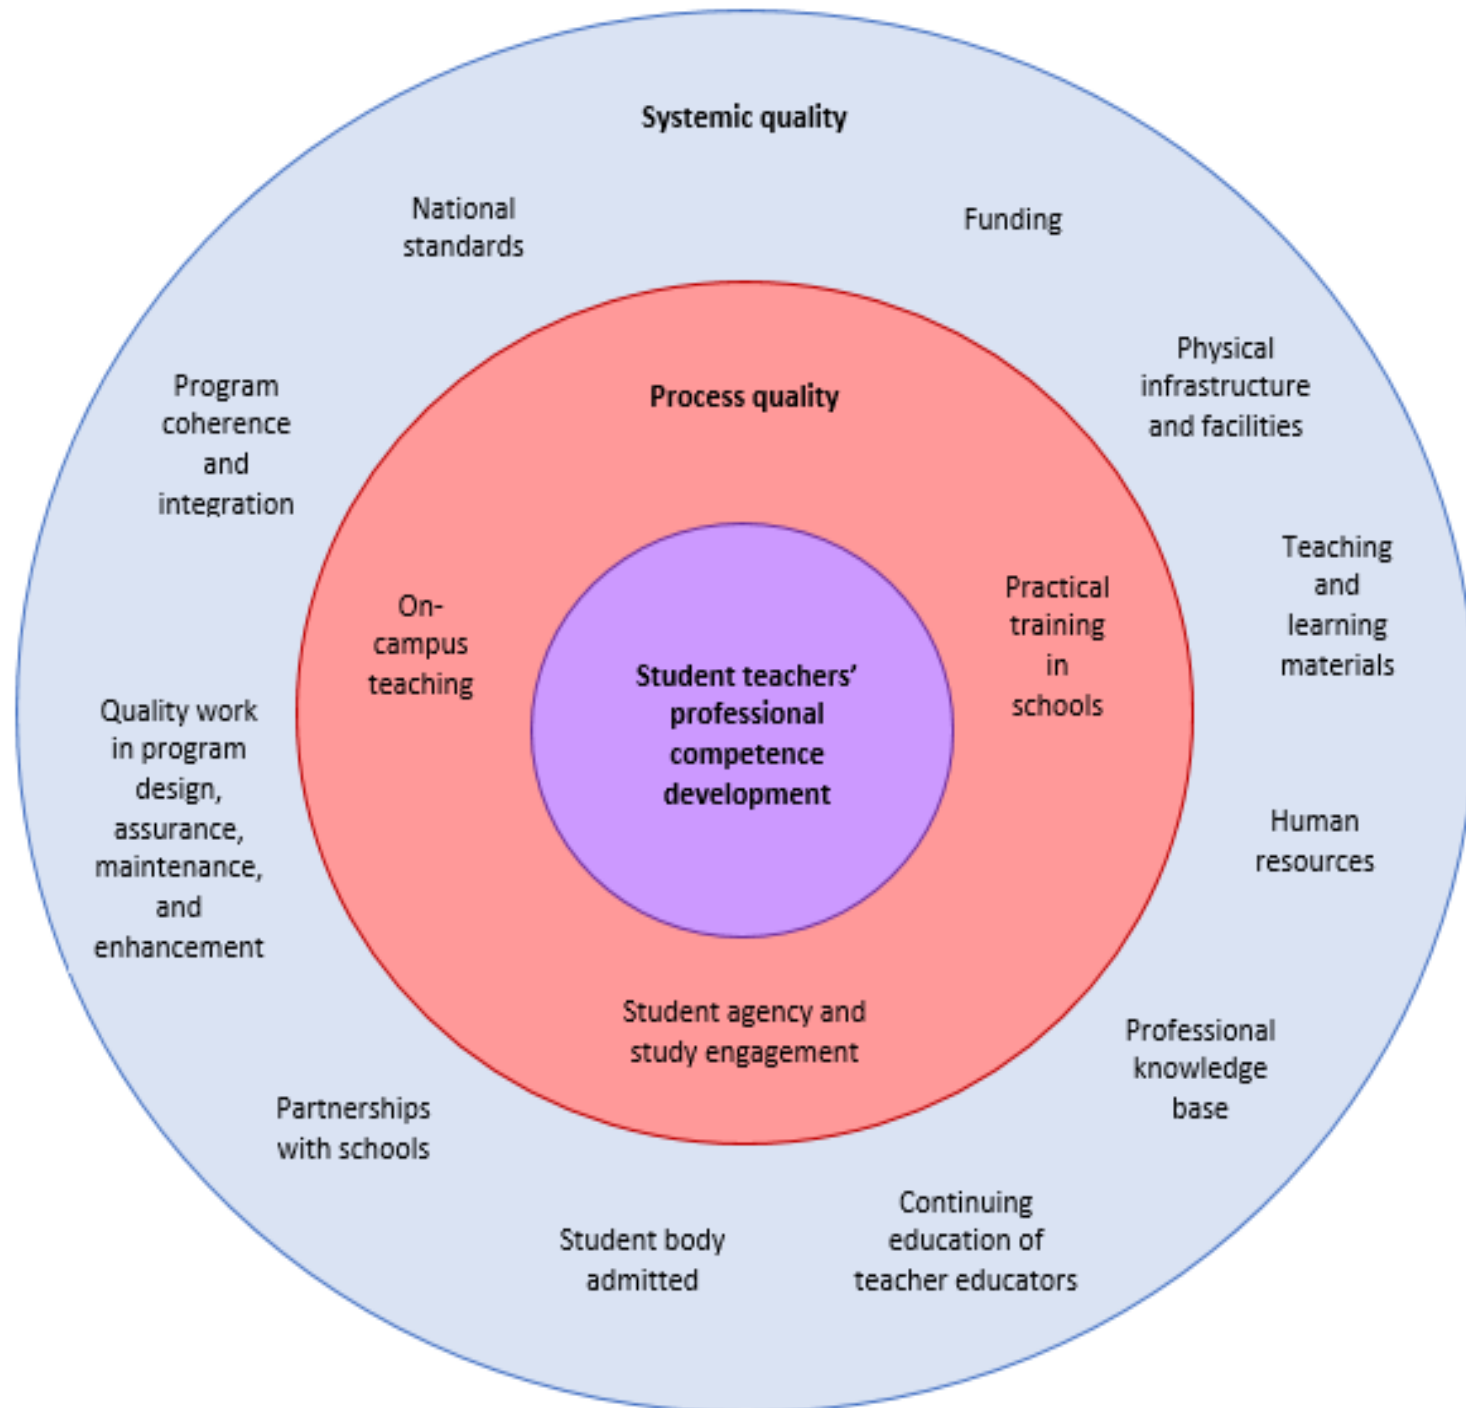 Systemic quality
National
standards
Funding
Physical
infrastructure
and facilities
Program
coherence
and
integration
Process quality
Teaching
and
learning
materials
On-
campus
teaching
Practical
training
in
schools
Student teachers’
professional
competence
development
Quality work
in program
design,
assurance,
maintenance,
and
enhancement
Human
resources
Student agency and
study engagement
Professional
knowledge
base
Partnerships
with schools
Student body
admitted
Continuing
education of
teacher educators